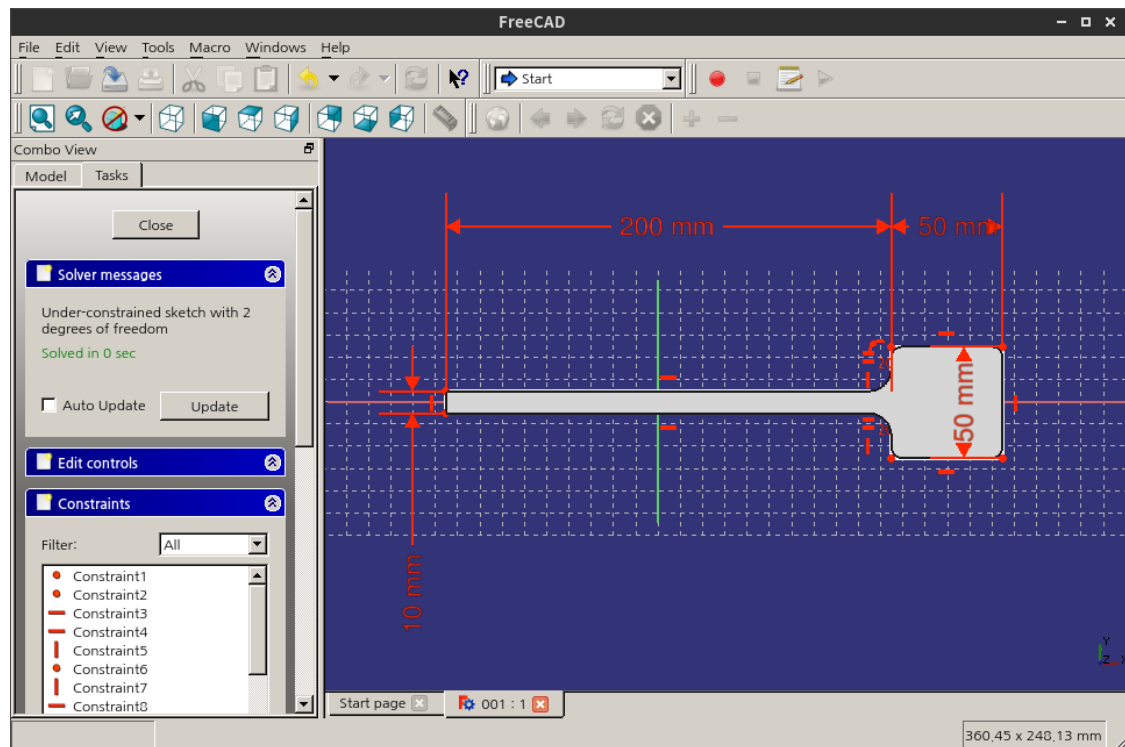 FreeCAD
File Edit View Tools Macro Windows Help
Start
Combo View
Model Tasks
Close
Solver messages
Under-constrained sketch with 2
degrees of freedom
Solved in 0 sec
Auto Update Update
Edit controls
Constraints
Filter: All
Constraint1
Constraint2
Constraint3
Constraint4
Constraint5
Constraint6
Constraint7
Constraint8
200 mm
50 mm
50 mm
10 mm
Y
Z X
Start page
001 : 1
360,45 x 248,13 mm